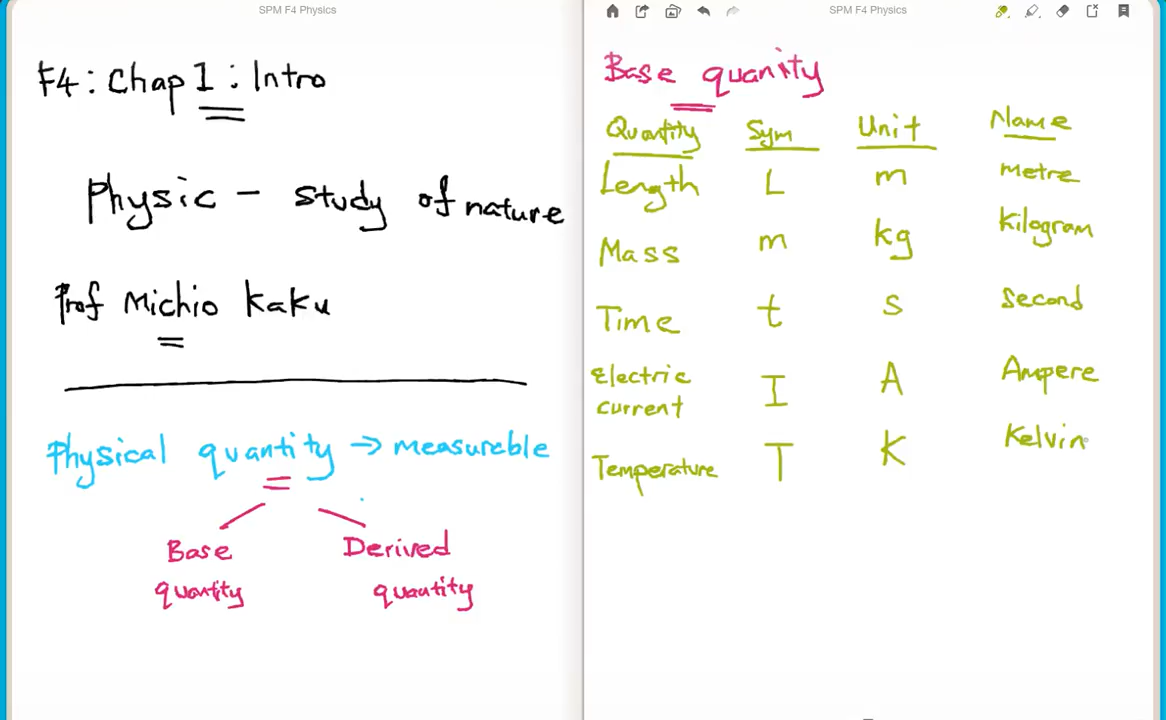 SPM F4 Physics
F4: Chap 1: Intro
Physic - study of nature
Prof Michio Kaku
Physical quantity → measurable
Base quantity
Derived quantity
SPM F4 Physics
Base quanity
Quantity Sym Unit Name
Length L m Metre
Mass m kg Kilogram
Time t s Second
Electric current I A Ampere
Temperature T K Kelvin